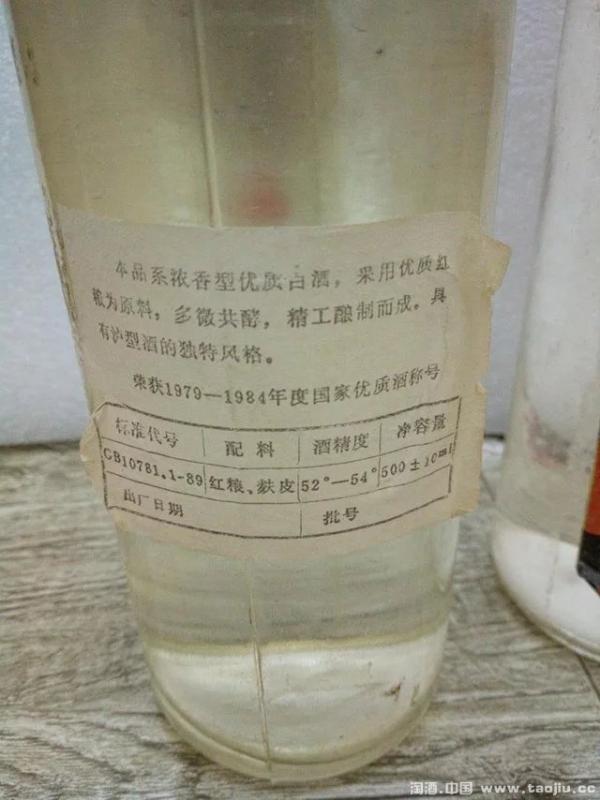 本品系浓香型优质白酒，采用优质红
粮为原料，多微共酵，精工酿制而成。具
有泸型酒的独特风格。
荣获1979—1984年度国家优质酒称号
标准代号 配料 酒精度 净容量
GB10781.1-89 红粮、麸皮 52°—54° 500±10ml
出厂日期 批号
淘酒.中国 www.taojiu.cc